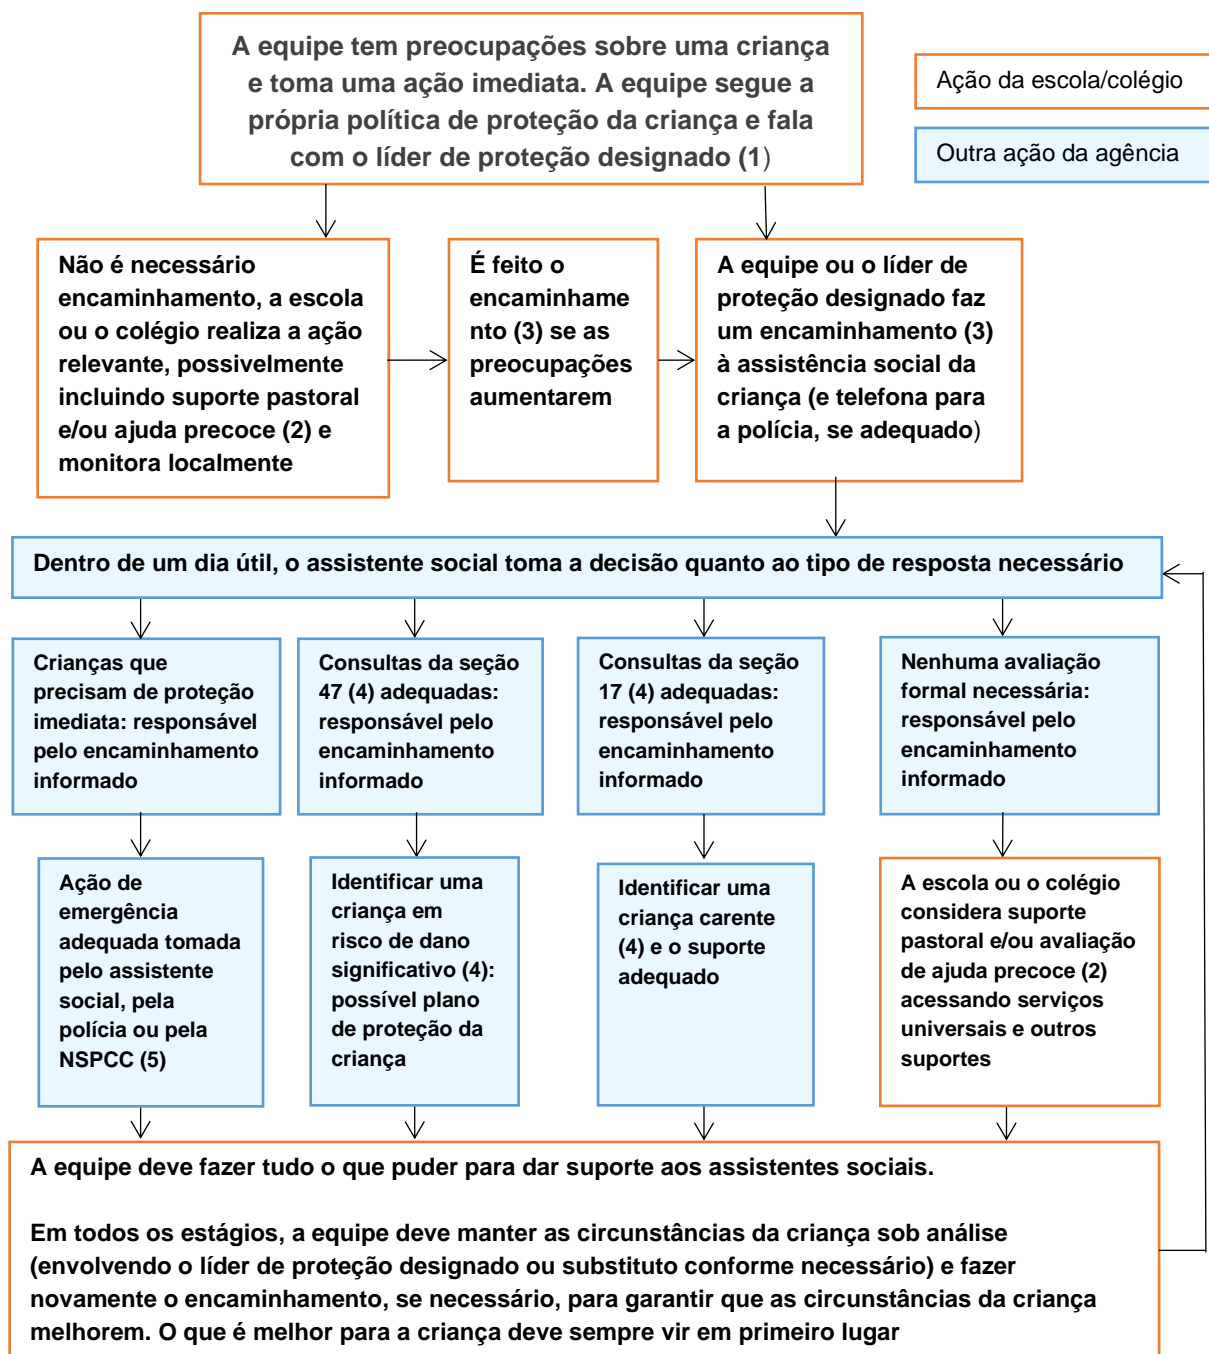 A equipe tem preocupações sobre uma criança
e toma uma ação imediata. A equipe segue a
própria política de proteção da criança e fala
com o líder de proteção designado (1)
Ação da escola/colégio
Outra ação da agência
Não é necessário
encaminhamento, a escola
ou o colégio realiza a ação
relevante, possivelmente
incluindo suporte pastoral
e/ou ajuda precoce (2) e
monitora localmente
É feito o
encaminhame
nto (3) se as
preocupações
aumentarem
A equipe ou o líder de
proteção designado faz
um encaminhamento (3)
à assistência social da
criança (e telefona para
a polícia, se adequado)
Dentro de um dia útil, o assistente social toma a decisão quanto ao tipo de resposta necessário
Crianças que
precisam de proteção
imediata: responsável
pelo encaminhamento
informado
Consultas da seção
47 (4) adequadas:
responsável pelo
encaminhamento
informado
Consultas da seção
17 (4) adequadas:
responsável pelo
encaminhamento
informado
Nenhuma avaliação
formal necessária:
responsável pelo
encaminhamento
informado
Ação de
emergência
adequada tomada
pelo assistente
social, pela
polícia ou pela
NSPCC (5)
Identificar uma
criança em
risco de dano
significativo (4):
possível plano
de proteção da
criança
Identificar uma
criança carente
(4) e o suporte
adequado
A escola ou o colégio
considera suporte
pastoral e/ou avaliação
de ajuda precoce (2)
acessando serviços
universais e outros
suportes
A equipe deve fazer tudo o que puder para dar suporte aos assistentes sociais.
Em todos os estágios, a equipe deve manter as circunstâncias da criança sob análise
(envolvendo o líder de proteção designado ou substituto conforme necessário) e fazer
novamente o encaminhamento, se necessário, para garantir que as circunstâncias da criança
melhorem. O que é melhor para a criança deve sempre vir em primeiro lugar